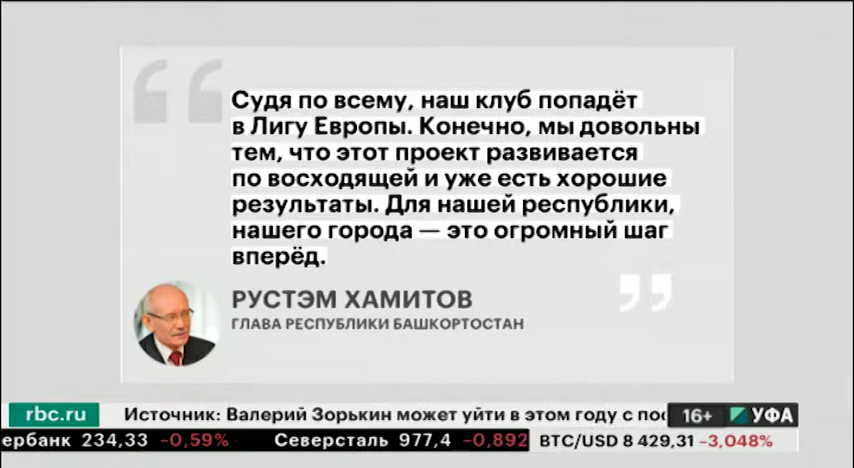 Судя по всему, наш клуб попадёт
в Лигу Европы. Конечно, мы довольны
тем, что этот проект развивается
по восходящей и уже есть хорошие
результаты. Для нашей республики,
нашего города — это огромный шаг
вперёд.
РУСТЭМ ХАМИТОВ
ГЛАВА РЕСПУБЛИКИ БАШКОРТОСТАН
rbc.ru Источник: Валерий Зорькин может уйти в этом году с пос 16+ УФА
ербанк 234,33 -0,59% Северсталь 977,4 -0,892 BTC/USD 8 429,31 -3,048%